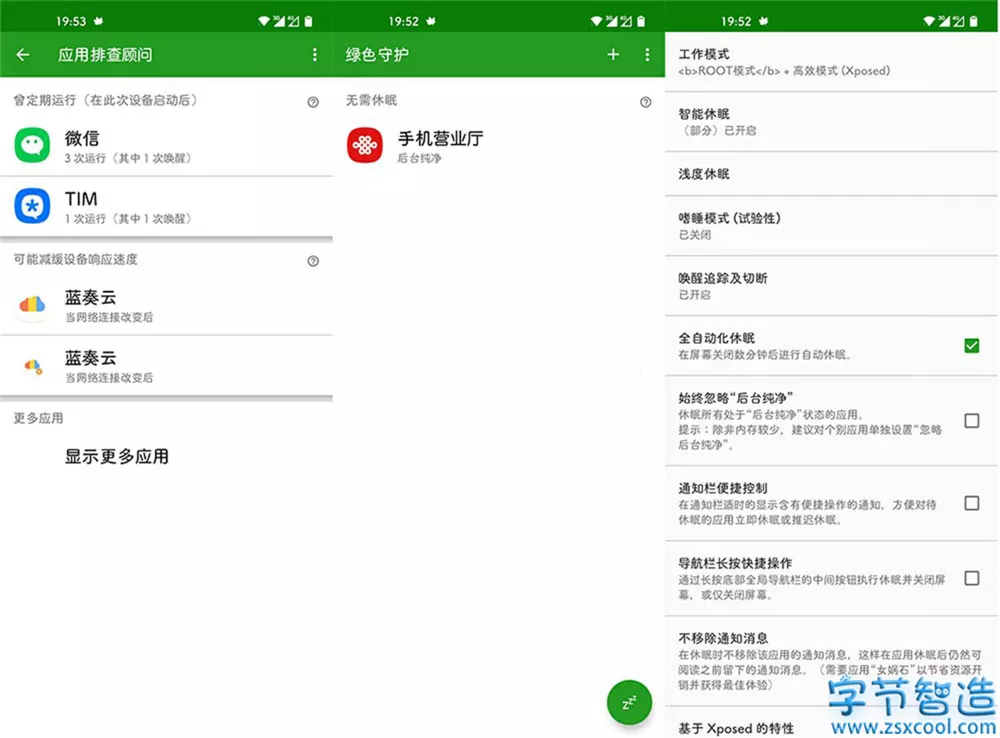 19:53
应用排查顾问
曾定期运行（在此次设备启动后）
微信
3 次运行（其中 1 次唤醒）
TIM
1 次运行（其中 1 次唤醒）
可能减缓设备响应速度
蓝奏云
当网络连接改变后
蓝奏云
当网络连接改变后
更多应用
显示更多应用
19:52
绿色守护
无需休眠
手机营业厅
后台纯净
zzz
19:52
工作模式
<b>ROOT模式</b> + 高效模式 (Xposed)
智能休眠
（部分）已开启
浅度休眠
嗜睡模式 (试验性)
已关闭
唤醒追踪及切断
已开启
全自动化休眠
在屏幕关闭数分钟后进行自动休眠。
始终忽略“后台纯净”
休眠所有处于“后台纯净”状态的应用。
提示：除非内存较少，建议对个别应用单独设置“忽略
后台纯净”。
通知栏便捷控制
在通知栏适时的显示含有便捷操作的通知，方便对待
休眠的应用立即休眠或推迟休眠。
导航栏长按快捷操作
通过长按底部全局导航栏的中间按钮执行休眠并关闭屏
幕，或仅关闭屏幕。
不移除通知消息
在休眠时不移除该应用的通知消息，这样在应用休眠后仍然可
阅读之前留下的通知消息。（需要应用“女娲石”以节省资源开
销并获得最佳体验）
基于 Xposed 的特性
字节智造
www.zsxcool.com